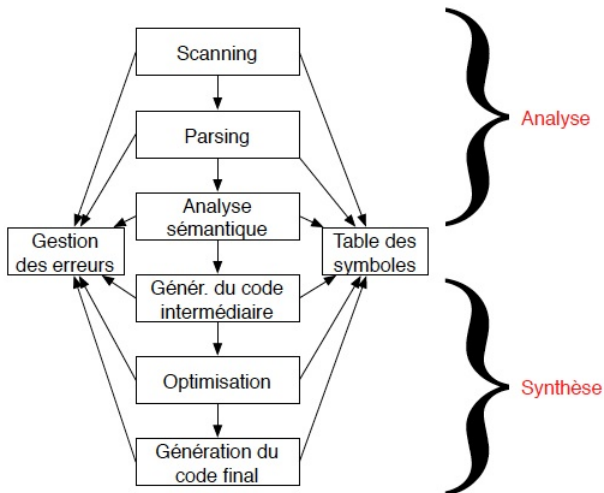 Scanning
Parsing
Analyse
Analyse
sémantique
Gestion
des erreurs
Table des
symboles
Génér. du code
intermédiaire
Optimisation
Synthèse
Génération du
code final